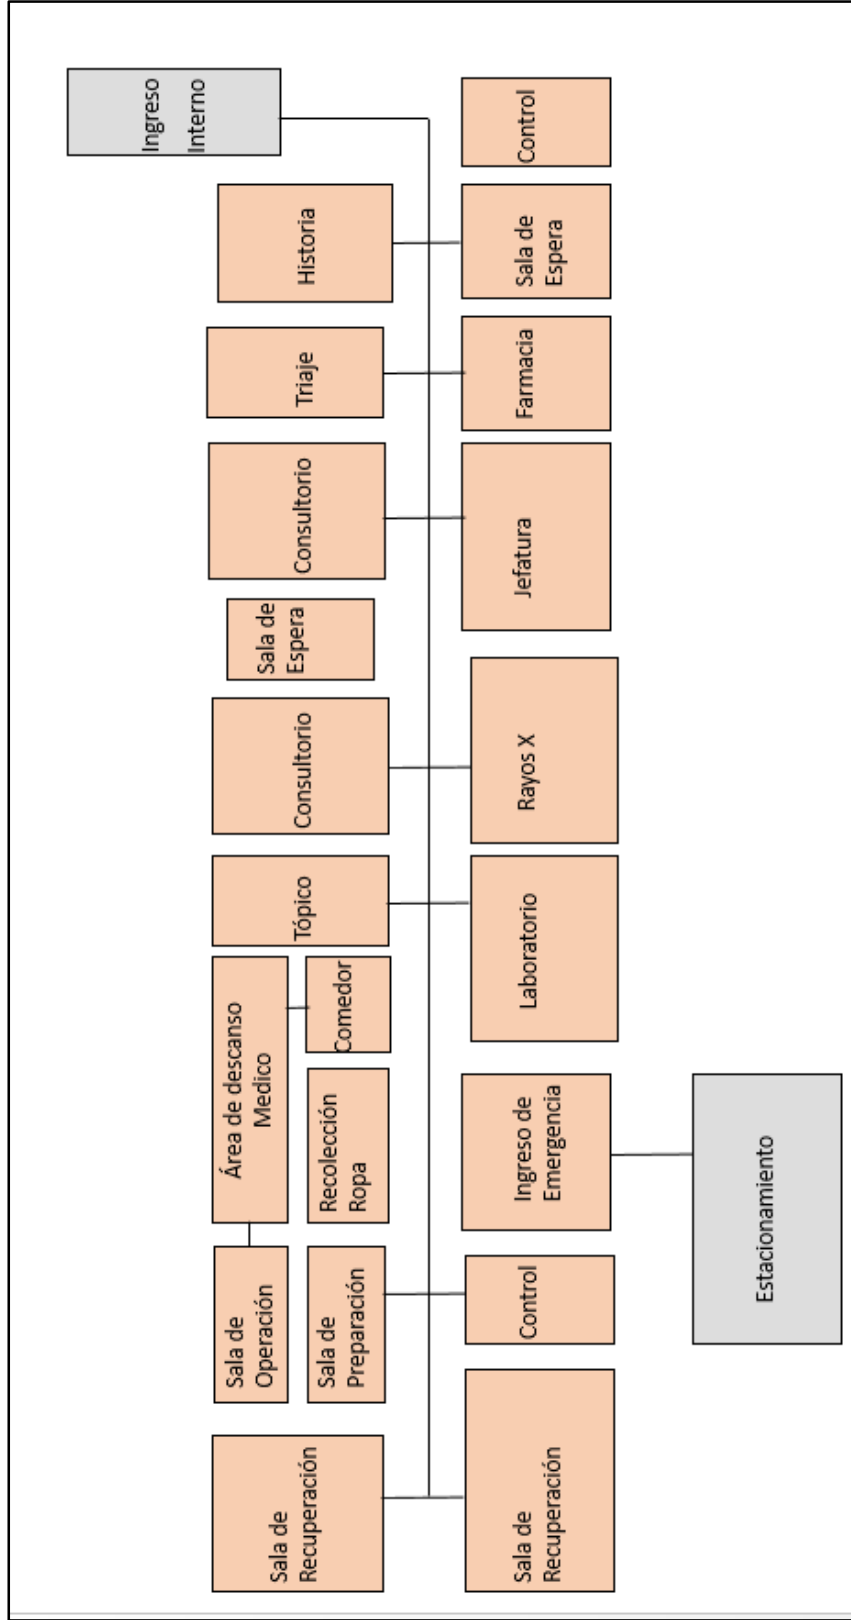 Ingreso
Interno
Sala de
Recuperación
Sala de
Operación
Área de descanso
Medico
Sala de
Preparación
Recolección
Ropa
Comedor
Tópico
Consultorio
Sala de
Espera
Consultorio
Triaje
Historia
Sala de
Recuperación
Control
Ingreso de
Emergencia
Laboratorio
Rayos X
Jefatura
Farmacia
Sala de
Espera
Control
Estacionamiento